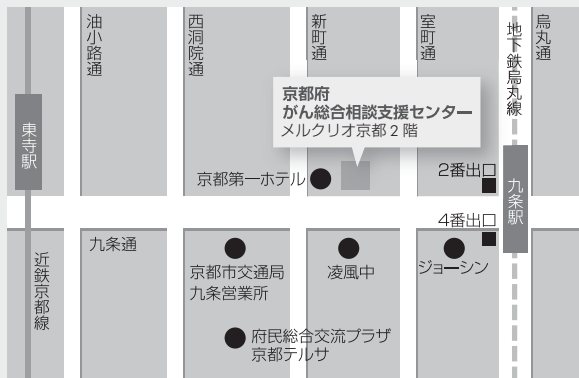 油小路通
西洞院通
新町通
室町通
地下鉄烏丸線
烏丸通
京都府
がん総合相談支援センター
メルクリオ京都2階
東寺駅
京都第一ホテル
2番出口
九条駅
4番出口
九条通
近鉄京都線
京都市交通局
九条営業所
凌風中
ジョーシン
府民総合交流プラザ
京都テルサ